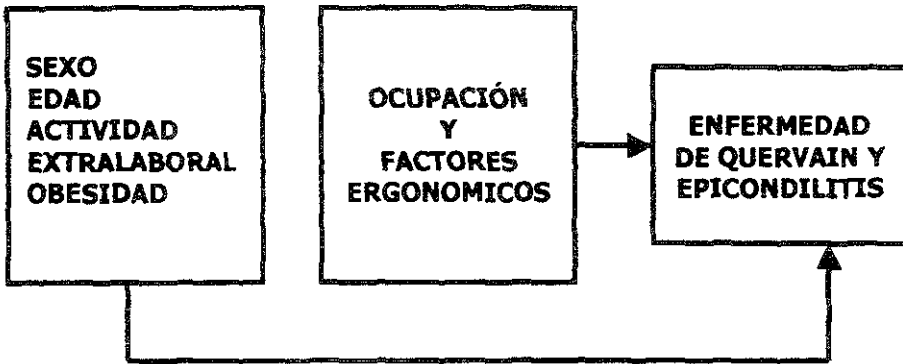 SEXO
EDAD
ACTIVIDAD
EXTRALABORAL
OBESIDAD
OCUPACIÓN
Y
FACTORES
ERGONOMICOS
ENFERMEDAD
DE QUERVAIN Y
EPICONDILITIS